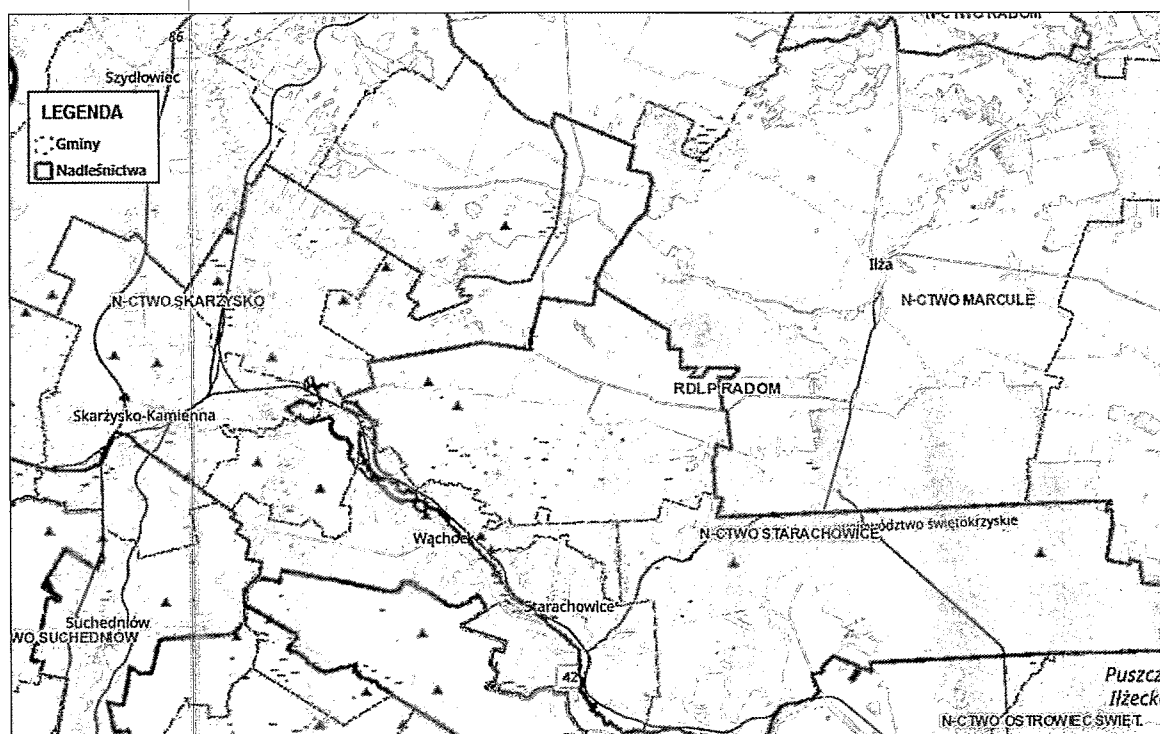 N-CTWO RADOM
86
Szydłowiec
LEGENDA
Gminy
Nadleśnictwa
Iłża
N-CTWO SKARŻYSKO
N-CTWO MARCULE
RDLP RADOM
Skarżysko-Kamienna
Wąchock
N-CTWO STARACHOWICE
województwo świętokrzyskie
Starachowice
Suchedniów
WO SUCHEDNIÓW
42
Puszcz
Iłżeck
N-CTWO OSTROWIEC ŚWIĘT.